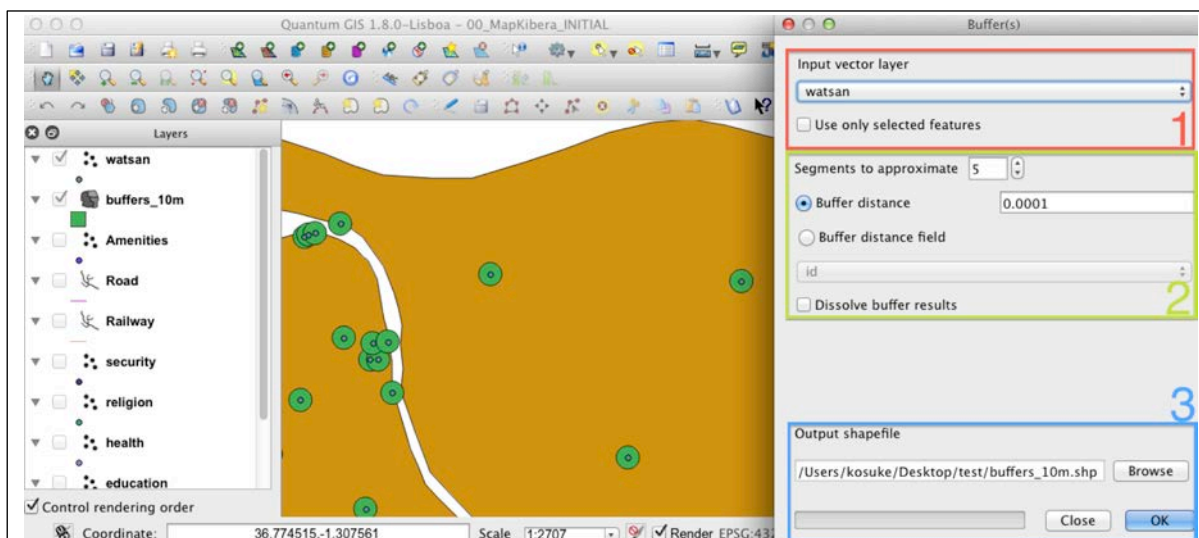 Quantum GIS 1.8.0-Lisboa - 00_MapKibera_INITIAL
Layers
watsan
buffers_10m
Amenities
Road
Railway
security
religion
health
education
Control rendering order
Coordinate:
36.774515,-1.307561
Scale
1:2707
Render
Buffer(s)
Input vector layer
watsan
Use only selected features
1
Segments to approximate
5
Buffer distance
0.0001
Buffer distance field
id
Dissolve buffer results
2
3
Output shapefile
/Users/kosuke/Desktop/test/buffers_10m.shp
Browse
Close
OK